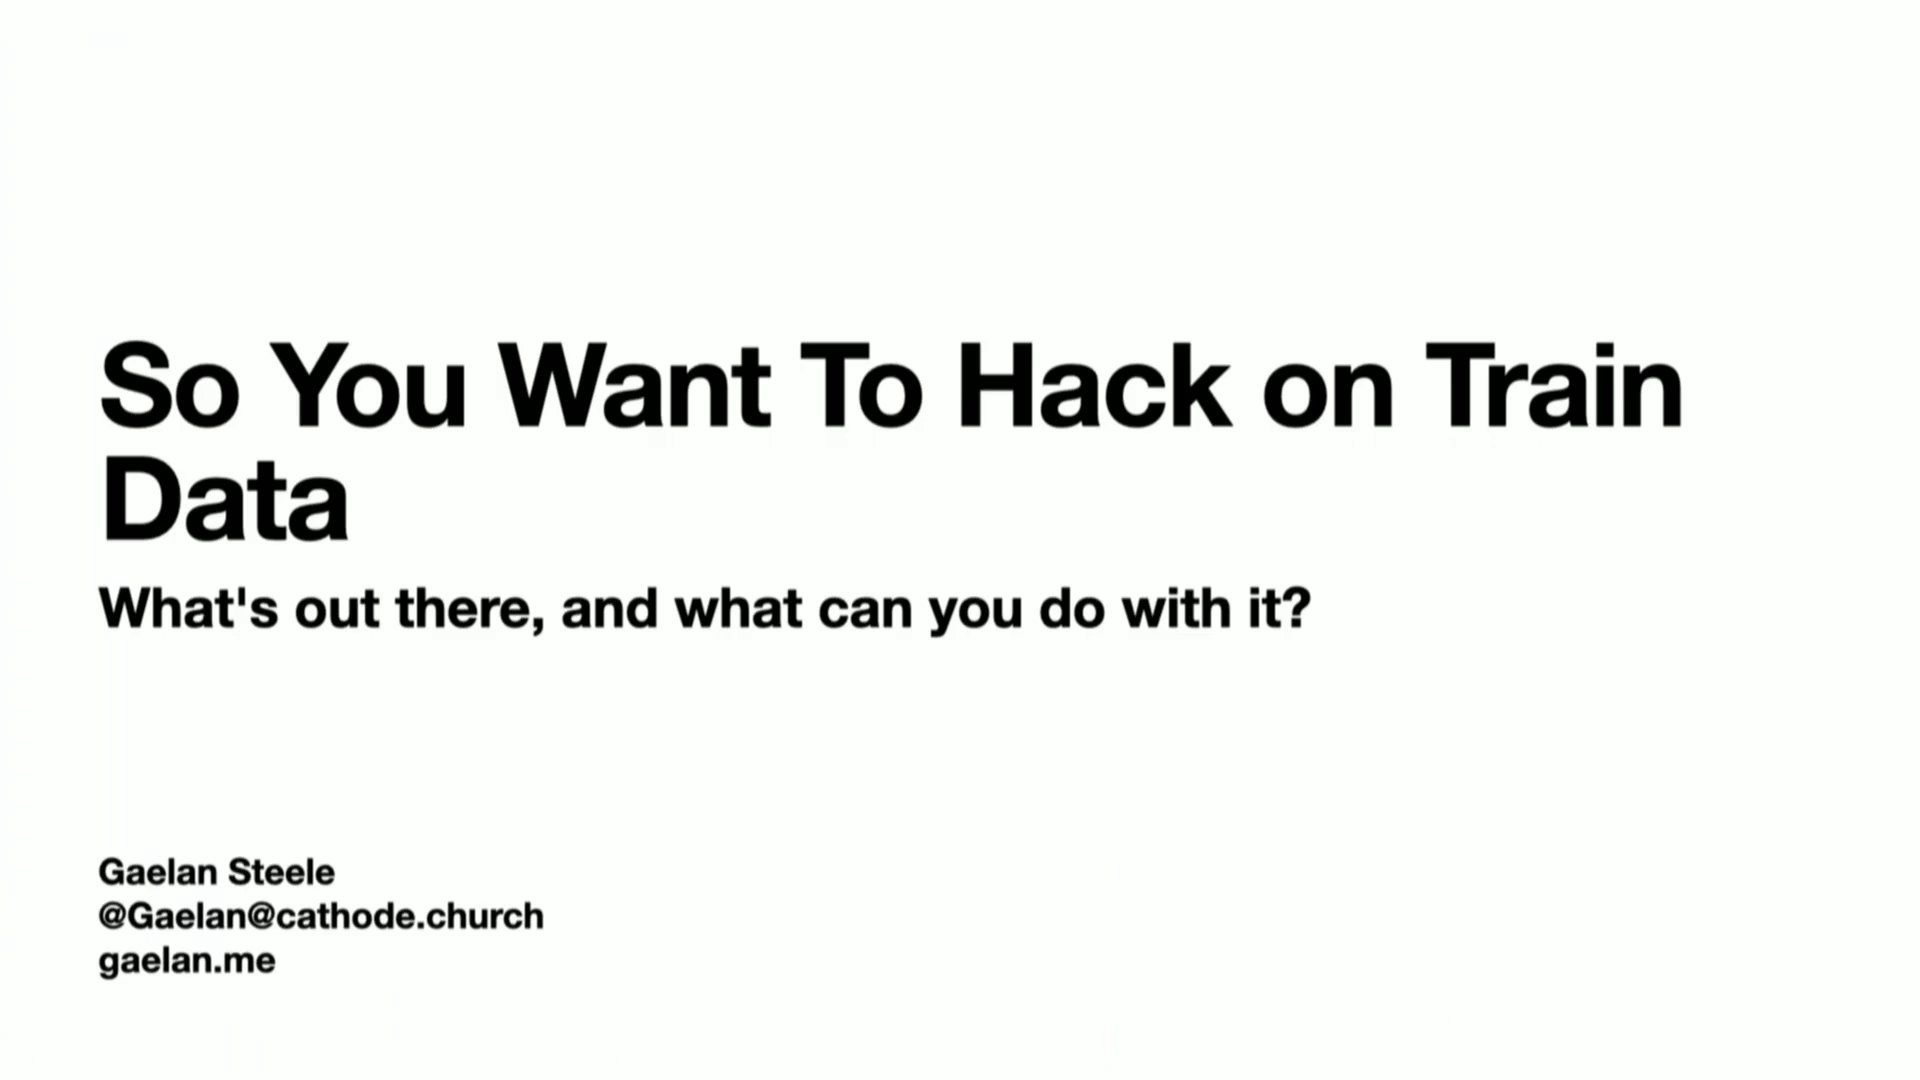 So You Want To Hack on Train
Data
What's out there, and what can you do with it?
Gaelan Steele
@Gaelan@cathode.church
gaelan.me